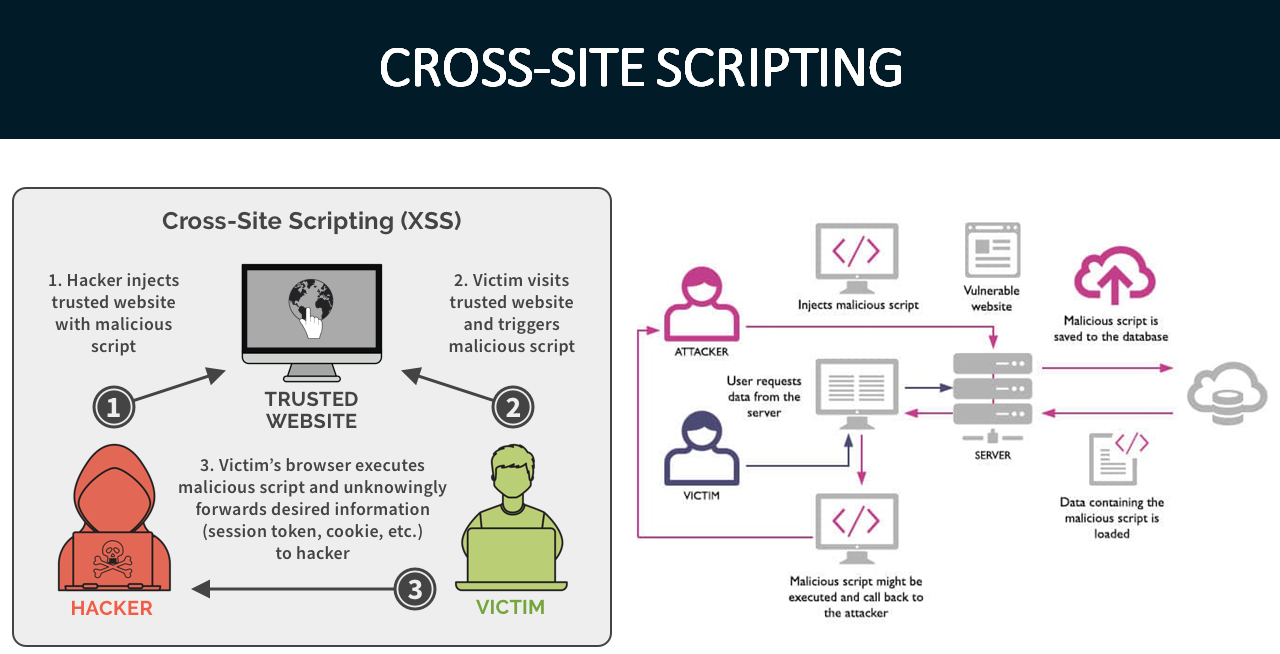 CROSS-SITE SCRIPTING
Cross-Site Scripting (XSS)
1. Hacker injects
trusted website
with malicious
script
2. Victim visits
trusted website
and triggers
malicious script
TRUSTED
WEBSITE
1
2
3. Victim’s browser executes
malicious script and unknowingly
forwards desired information
(session token, cookie, etc.)
to hacker
3
HACKER
VICTIM
</>
Injects malicious script
Vulnerable
website
Malicious script is
saved to the database
ATTACKER
User requests
data from the
server
VICTIM
SERVER
</>
Data containing the
malicious script is
loaded
</>
Malicious script might be
executed and call back to
the attacker